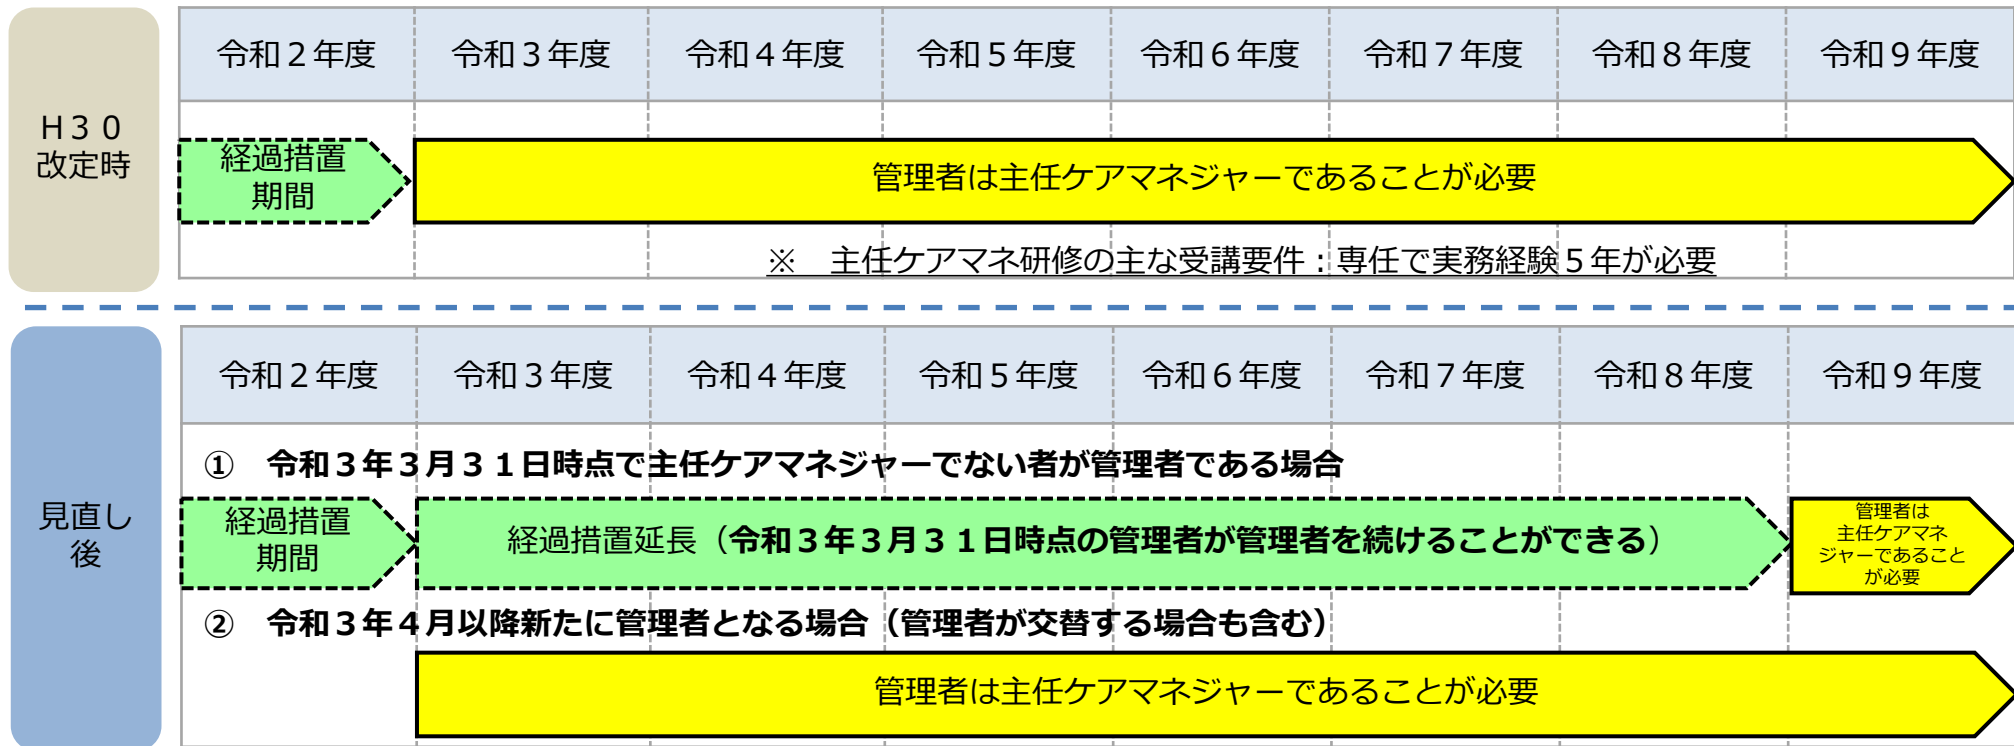 H30
改定時
令和2年度 令和3年度 令和4年度 令和5年度 令和6年度 令和7年度 令和8年度 令和9年度
経過措置
期間
管理者は主任ケアマネジャーであることが必要
※　主任ケアマネ研修の主な受講要件：専任で実務経験5年が必要
見直し
後
令和2年度 令和3年度 令和4年度 令和5年度 令和6年度 令和7年度 令和8年度 令和9年度
①　令和3年3月31日時点で主任ケアマネジャーでない者が管理者である場合
経過措置
期間
経過措置延長（令和3年3月31日時点の管理者が管理者を続けることができる）
管理者は
主任ケアマネ
ジャーであること
が必要
②　令和3年4月以降新たに管理者となる場合（管理者が交替する場合も含む）
管理者は主任ケアマネジャーであることが必要